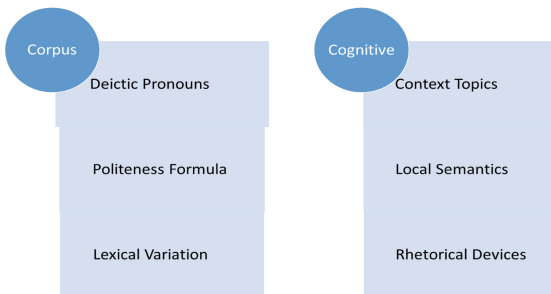 Corpus
Deictic Pronouns
Politeness Formula
Lexical Variation
Cognitive
Context Topics
Local Semantics
Rhetorical Devices